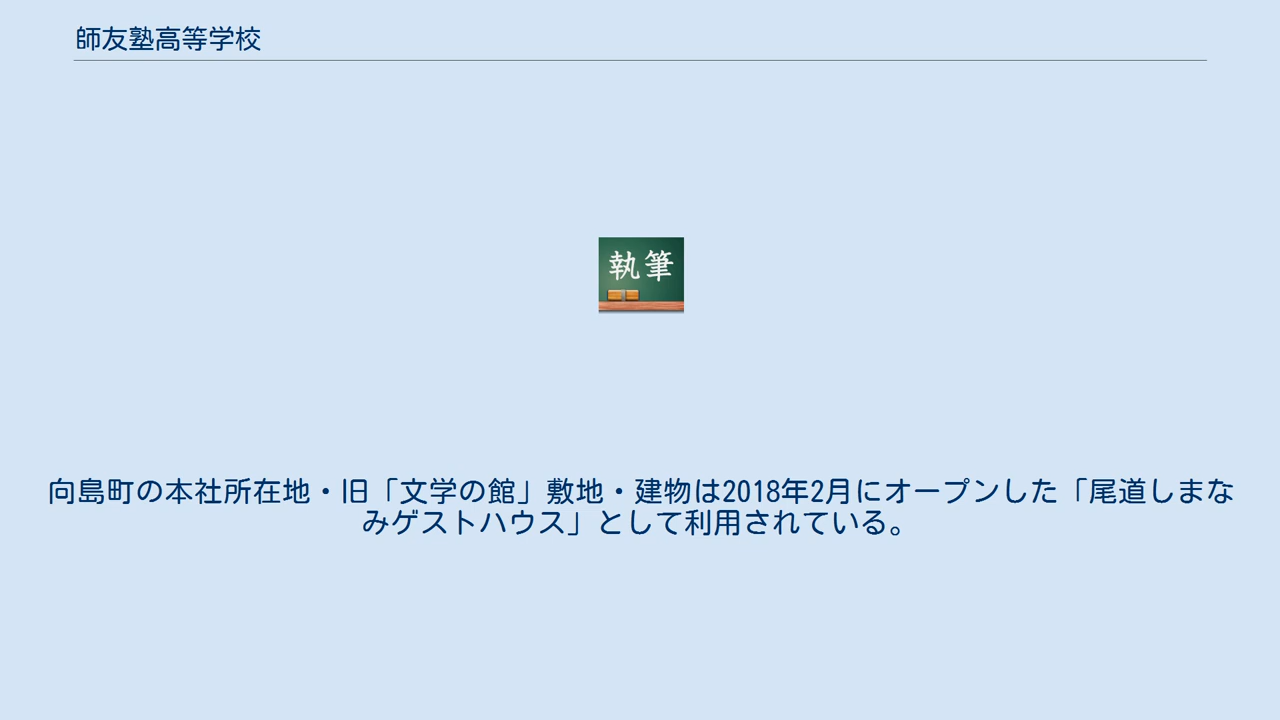 師友塾高等学校
執筆
向島町の本社所在地・旧「文学の館」敷地・建物は2018年2月にオープンした「尾道しまな
みゲストハウス」として利用されている。